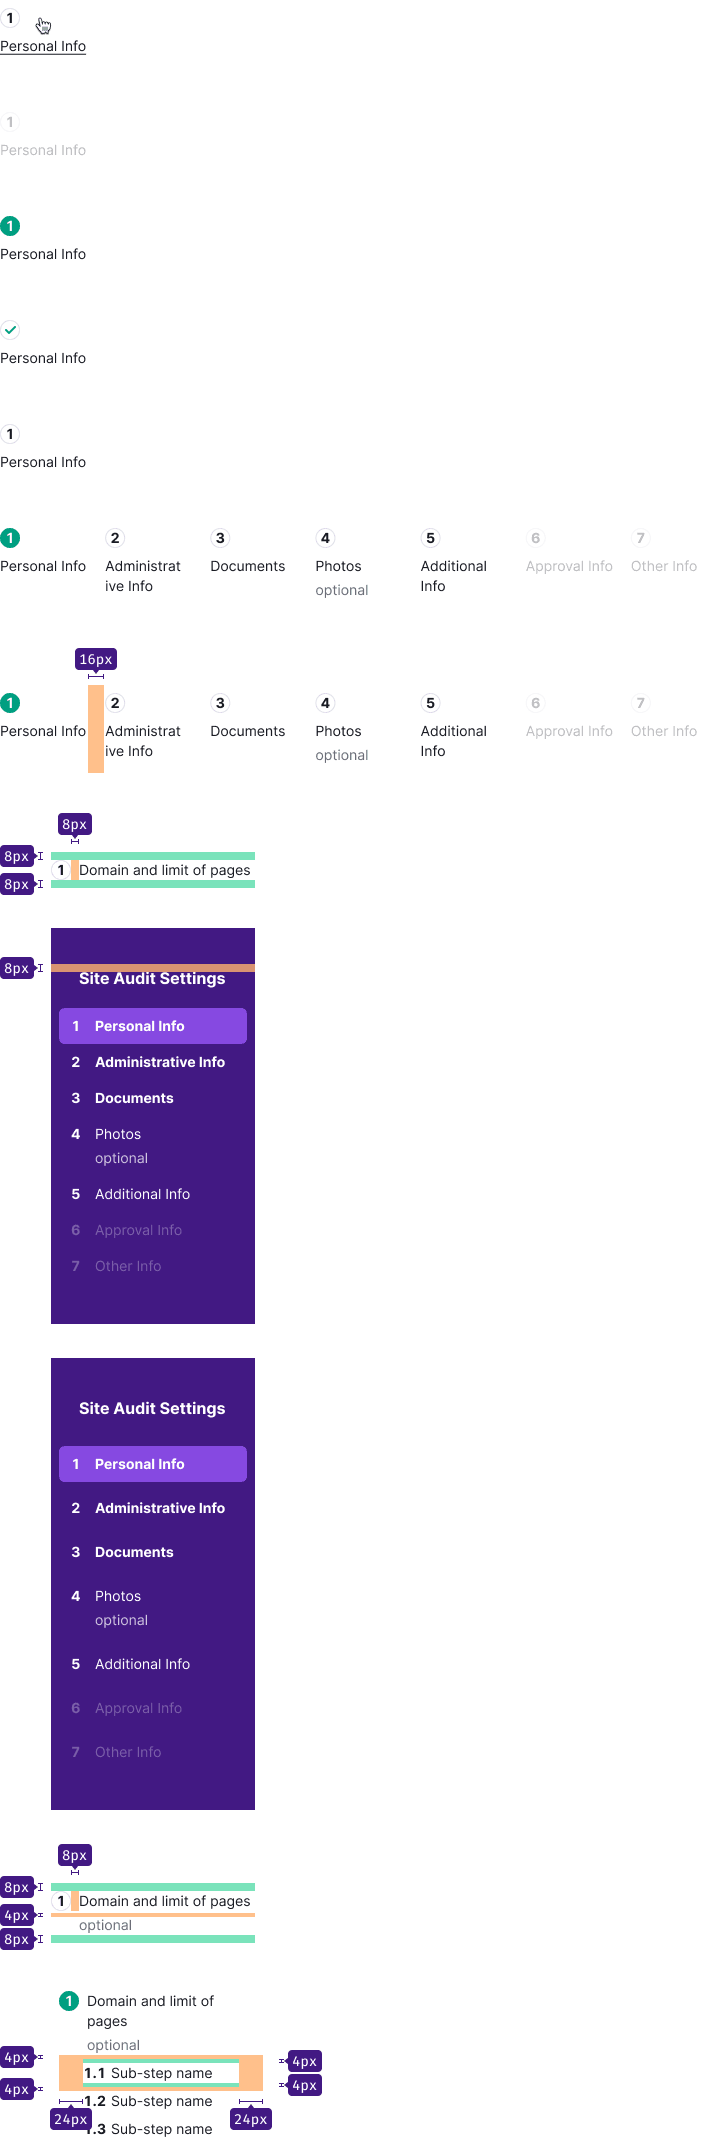 1
Personal Info
1
Personal Info
1
Personal Info
Personal Info
1
Personal Info
1 2 3 4 5 6 7
Personal Info Administrat Documents Photos Additional Approval Info Other Info
ive Info optional Info
16px
1 2 3 4 5 6 7
Personal Info Administrat Documents Photos Additional Approval Info Other Info
ive Info optional Info
8px
8px
1 Domain and limit of pages
8px
8px
Site Audit Settings
1 Personal Info
2 Administrative Info
3 Documents
4 Photos
optional
5 Additional Info
6 Approval Info
7 Other Info
Site Audit Settings
1 Personal Info
2 Administrative Info
3 Documents
4 Photos
optional
5 Additional Info
6 Approval Info
7 Other Info
8px
8px
1 Domain and limit of pages
4px
optional
8px
1 Domain and limit of
pages
optional
4px 4px
1.1 Sub-step name
4px 4px
1.2 Sub-step name
24px 24px
1.3 Sub-step name